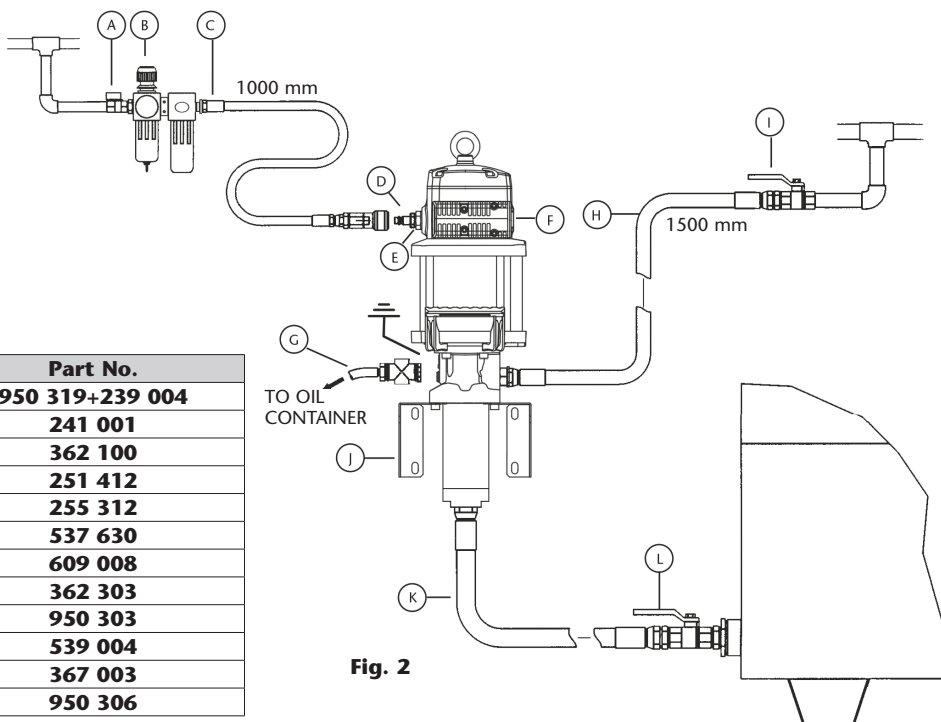 A
B
C
1000 mm
D
E
F
H
I
1500 mm
G
TO OIL
CONTAINER
J
K
L
Part No.
950 319+239 004
241 001
362 100
251 412
255 312
537 630
609 008
362 303
950 303
539 004
367 003
950 306
Fig. 2